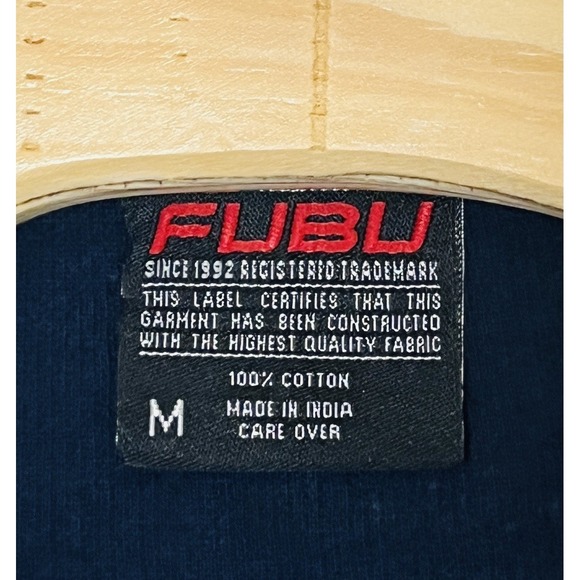 FUBU
SINCE 1992 REGISTERED TRADEMARK
THIS LABEL CERTIFIES THAT THIS
GARMENT HAS BEEN CONSTRUCTED
WITH THE HIGHEST QUALITY FABRIC
100% COTTON
M MADE IN INDIA
CARE OVER